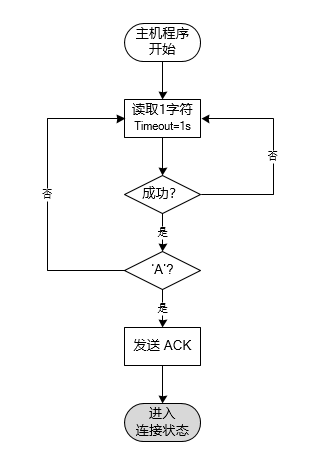 主机程序
开始
读取1字符
Timeout=1s
否
成功?
否
是
'A'?
是
发送 ACK
进入
连接状态